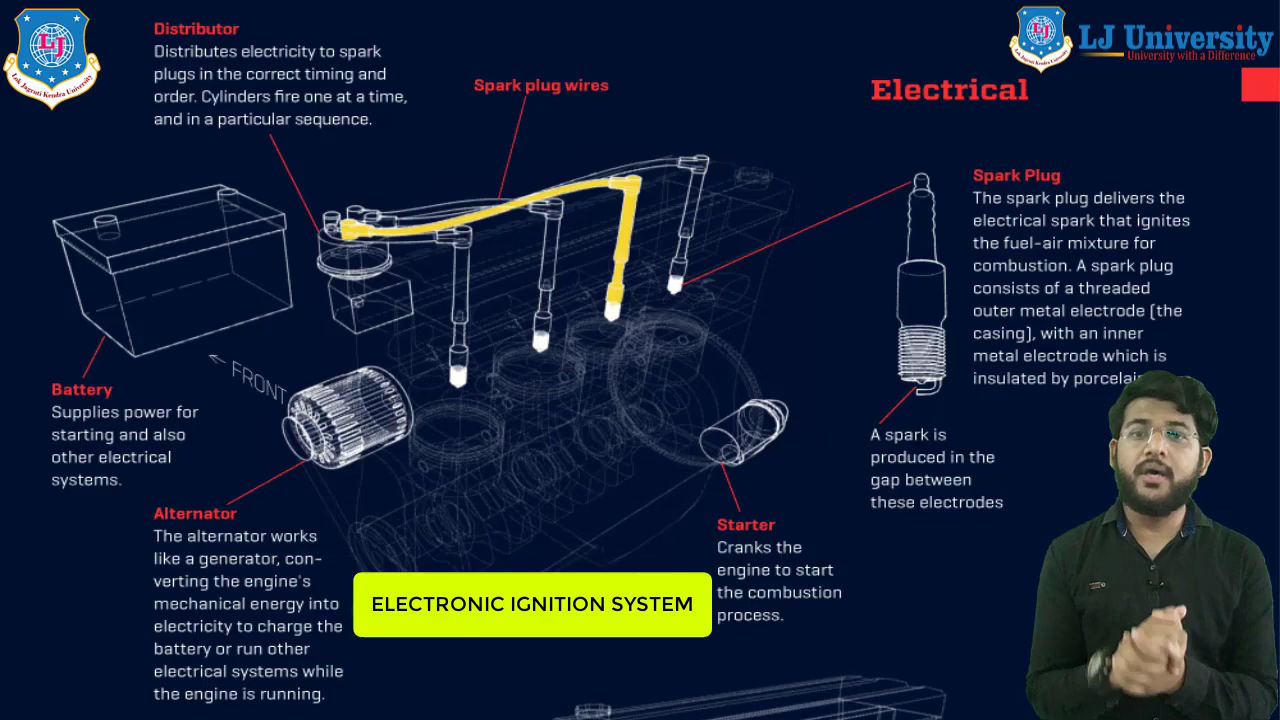 LJ
Lok Jagruti Kendra University
Distributor
Distributes electricity to spark
plugs in the correct timing and
order. Cylinders fire one at a time,
and in a particular sequence.
Spark plug wires
LJ
LJ University
University with a Difference
Electrical
Spark Plug
The spark plug delivers the
electrical spark that ignites
the fuel-air mixture for
combustion. A spark plug
consists of a threaded
outer metal electrode (the
casing), with an inner
metal electrode which is
insulated by
A spark is
produced in the
gap between
these electrodes
FRONT
Battery
Supplies power for
starting and also
other electrical
systems.
Alternator
The alternator works
like a generator, con-
verting the engine's
mechanical energy into
electricity to charge the
battery or run other
electrical systems while
the engine is running.
Starter
Cranks the
engine to start
the combustion
process.
ELECTRONIC IGNITION SYSTEM